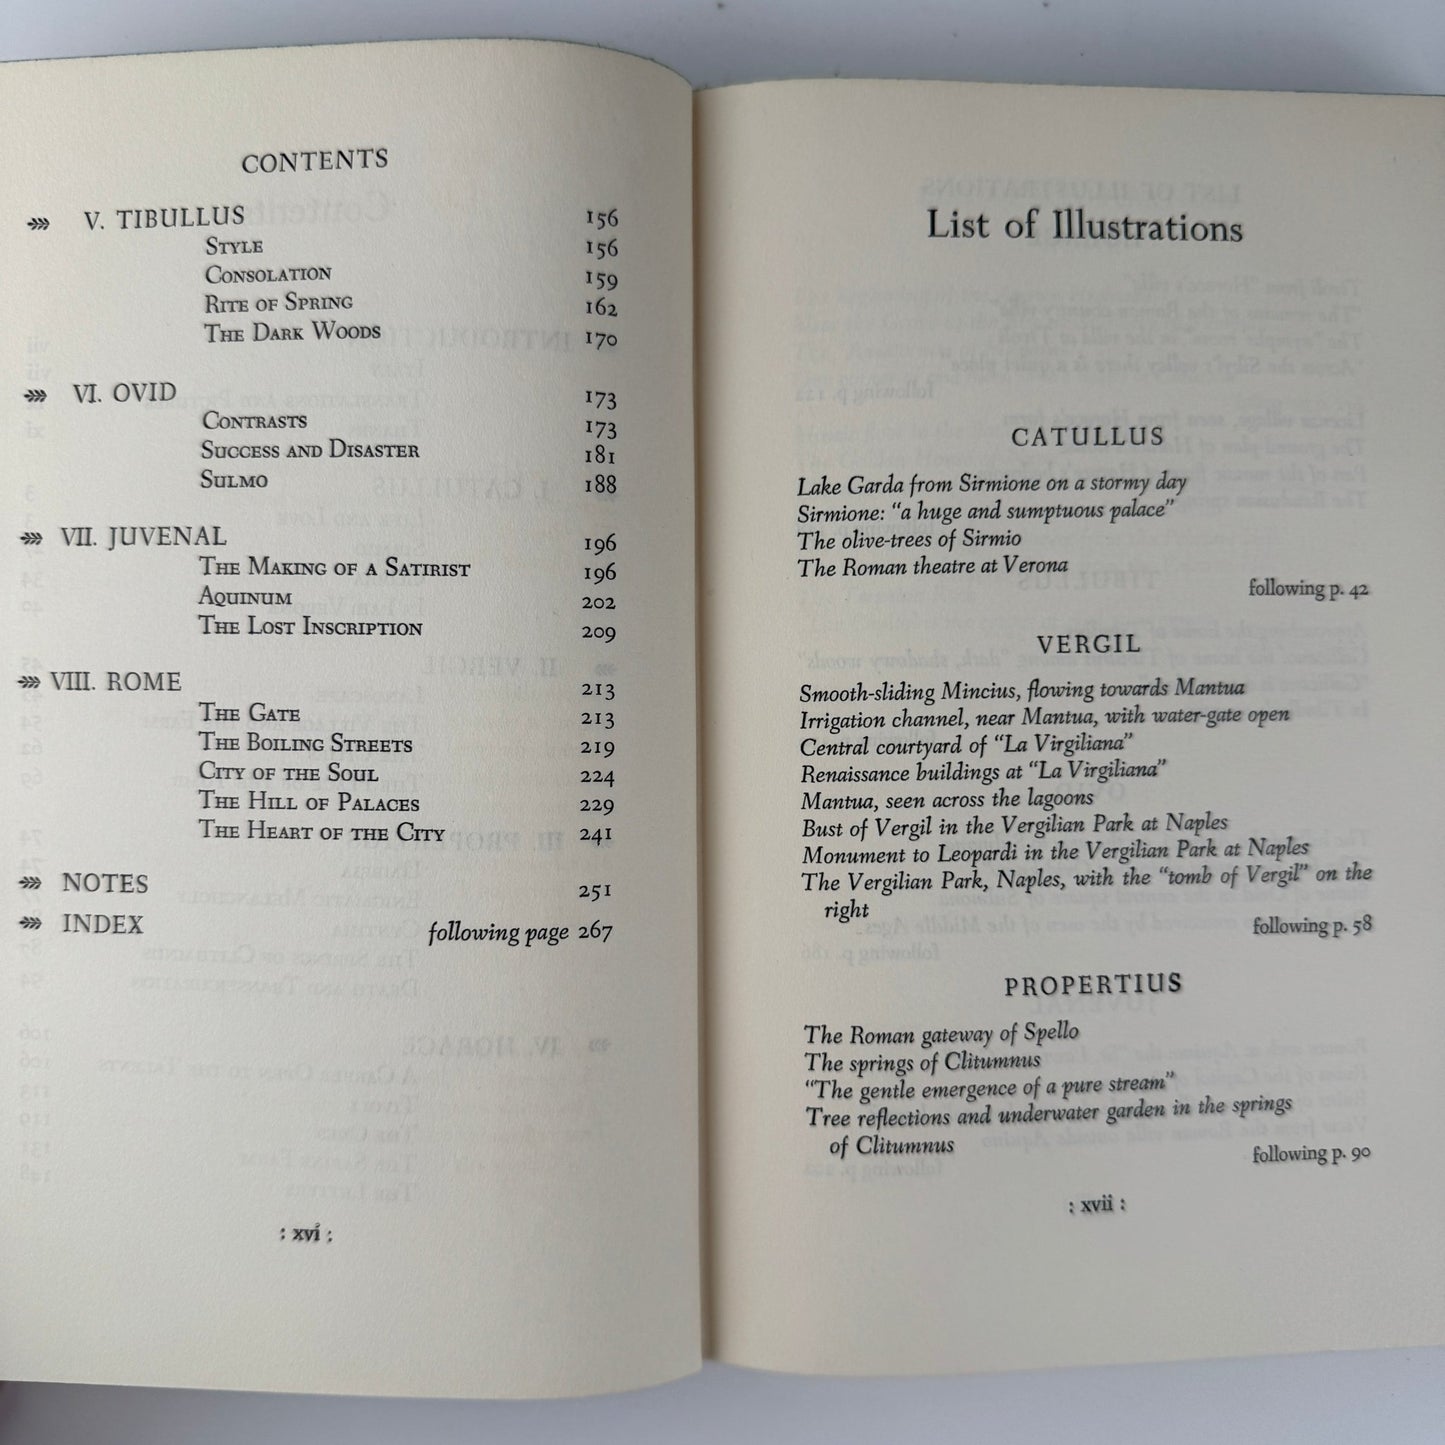 CONTENTS
V. TIBULLUS 156
STYLE 156
CONSOLATION 159
RITE OF SPRING 162
THE DARK WOODS 170
VI. OVID 173
CONTRASTS 173
SUCCESS AND DISASTER 181
SULMO 188
VII. JUVENAL 196
THE MAKING OF A SATIRIST 196
AQUINUM 202
THE LOST INSCRIPTION 209
VIII. ROME 213
THE GATE 213
THE BOILING STREETS 219
CITY OF THE SOUL 224
THE HILL OF PALACES 229
THE HEART OF THE CITY 241
NOTES 251
INDEX following page 267
: xvi :
List of Illustrations
CATULLUS
Lake Garda from Sirmione on a stormy day
Sirmione: "a huge and sumptuous palace"
The olive-trees of Sirmio
The Roman theatre at Verona
following p. 42
VERGIL
Smooth-sliding Mincius, flowing towards Mantua
Irrigation channel, near Mantua, with water-gate open
Central courtyard of "La Virgiliana"
Renaissance buildings at "La Virgiliana"
Mantua, seen across the lagoons
Bust of Vergil in the Vergilian Park at Naples
Monument to Leopardi in the Vergilian Park at Naples
The Vergilian Park, Naples, with the "tomb of Vergil" on the
right
following p. 58
PROPERTIUS
The Roman gateway of Spello
The springs of Clitumnus
"The gentle emergence of a pure stream"
Tree reflections and underwater garden in the springs
of Clitumnus
following p. 90
: xvii :